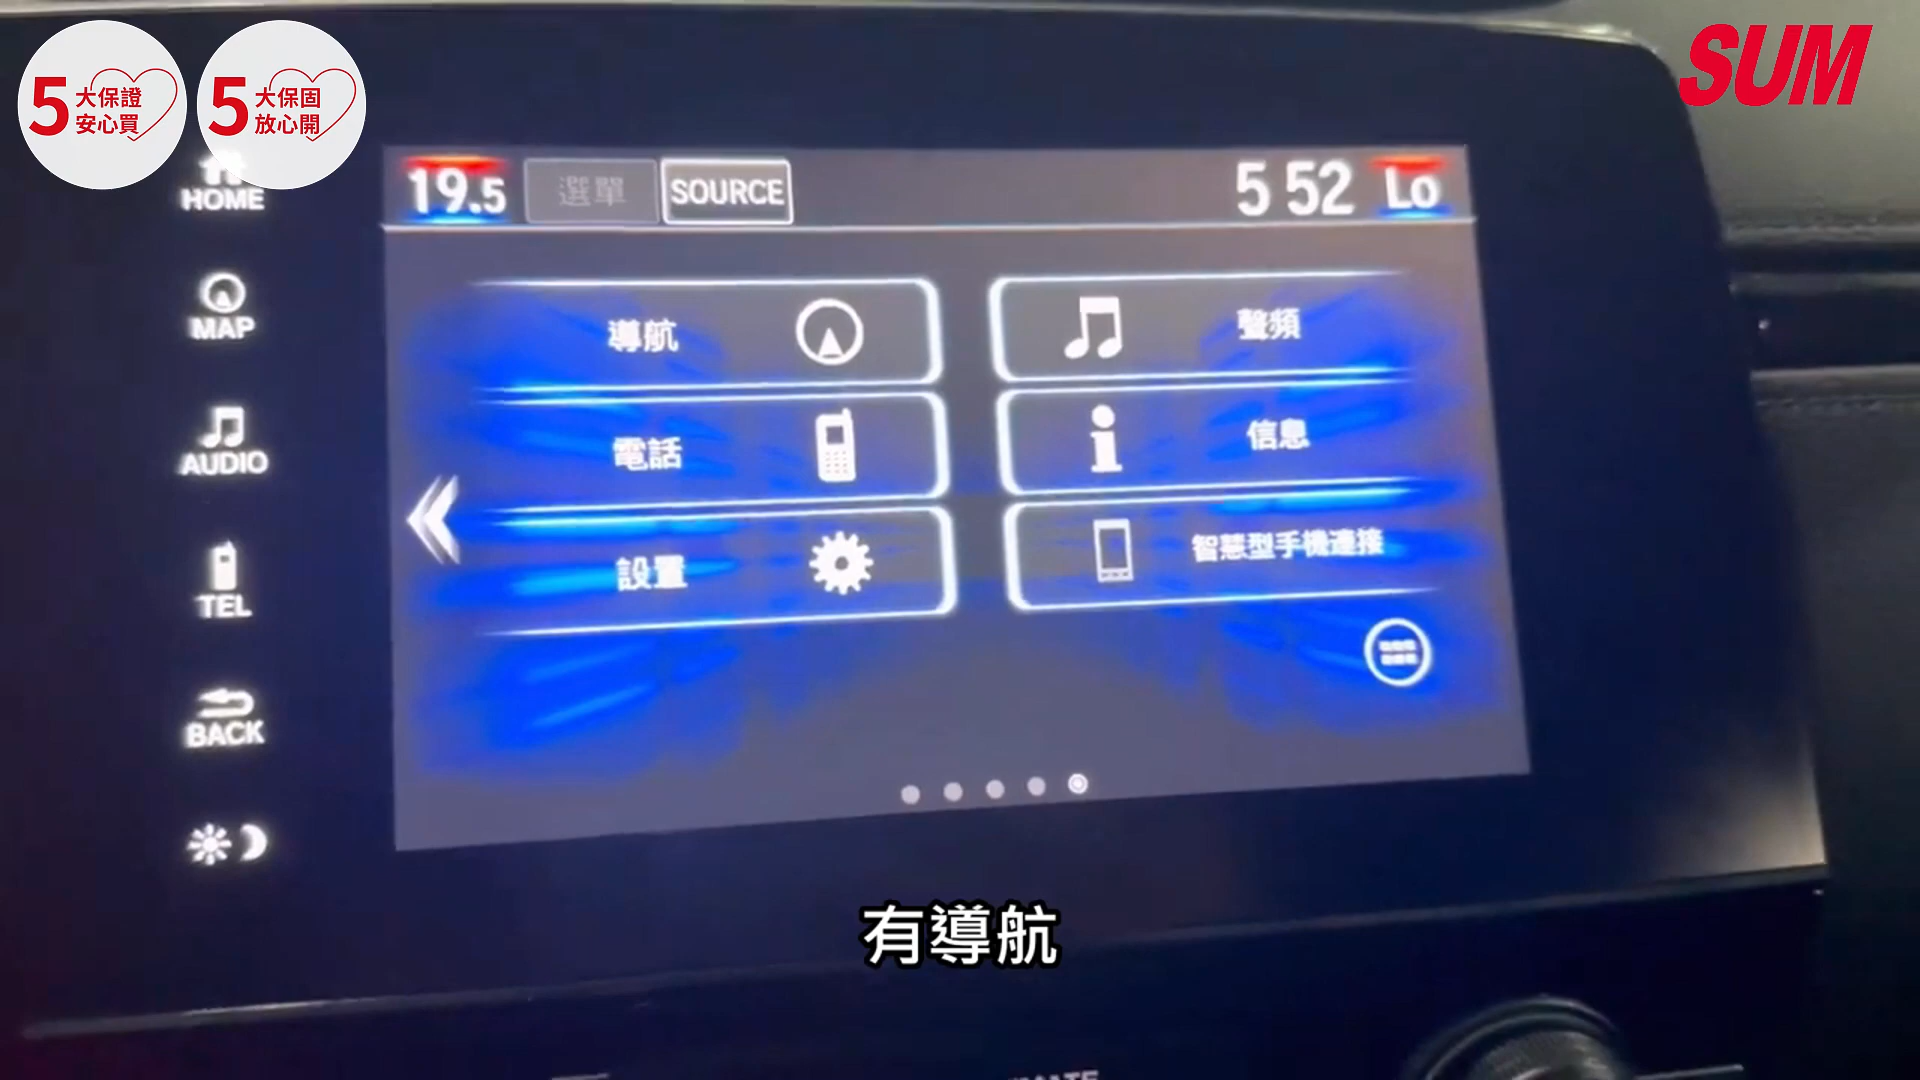 5 大保證
安心買
5 大保固
放心開
SUM
HOME
MAP
AUDIO
TEL
BACK
19.5 選單 SOURCE 5 52 Lo
導航
聲頻
電話
信息
設置
智慧型手機連接
有導航